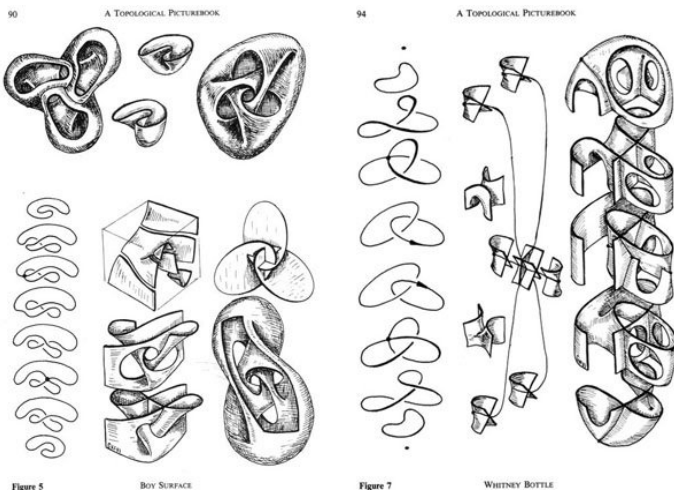 90
A TOPOLOGICAL PICTUREBOOK
Figure 5
BOY SURFACE
94
A TOPOLOGICAL PICTUREBOOK
Figure 7
WHITNEY BOTTLE